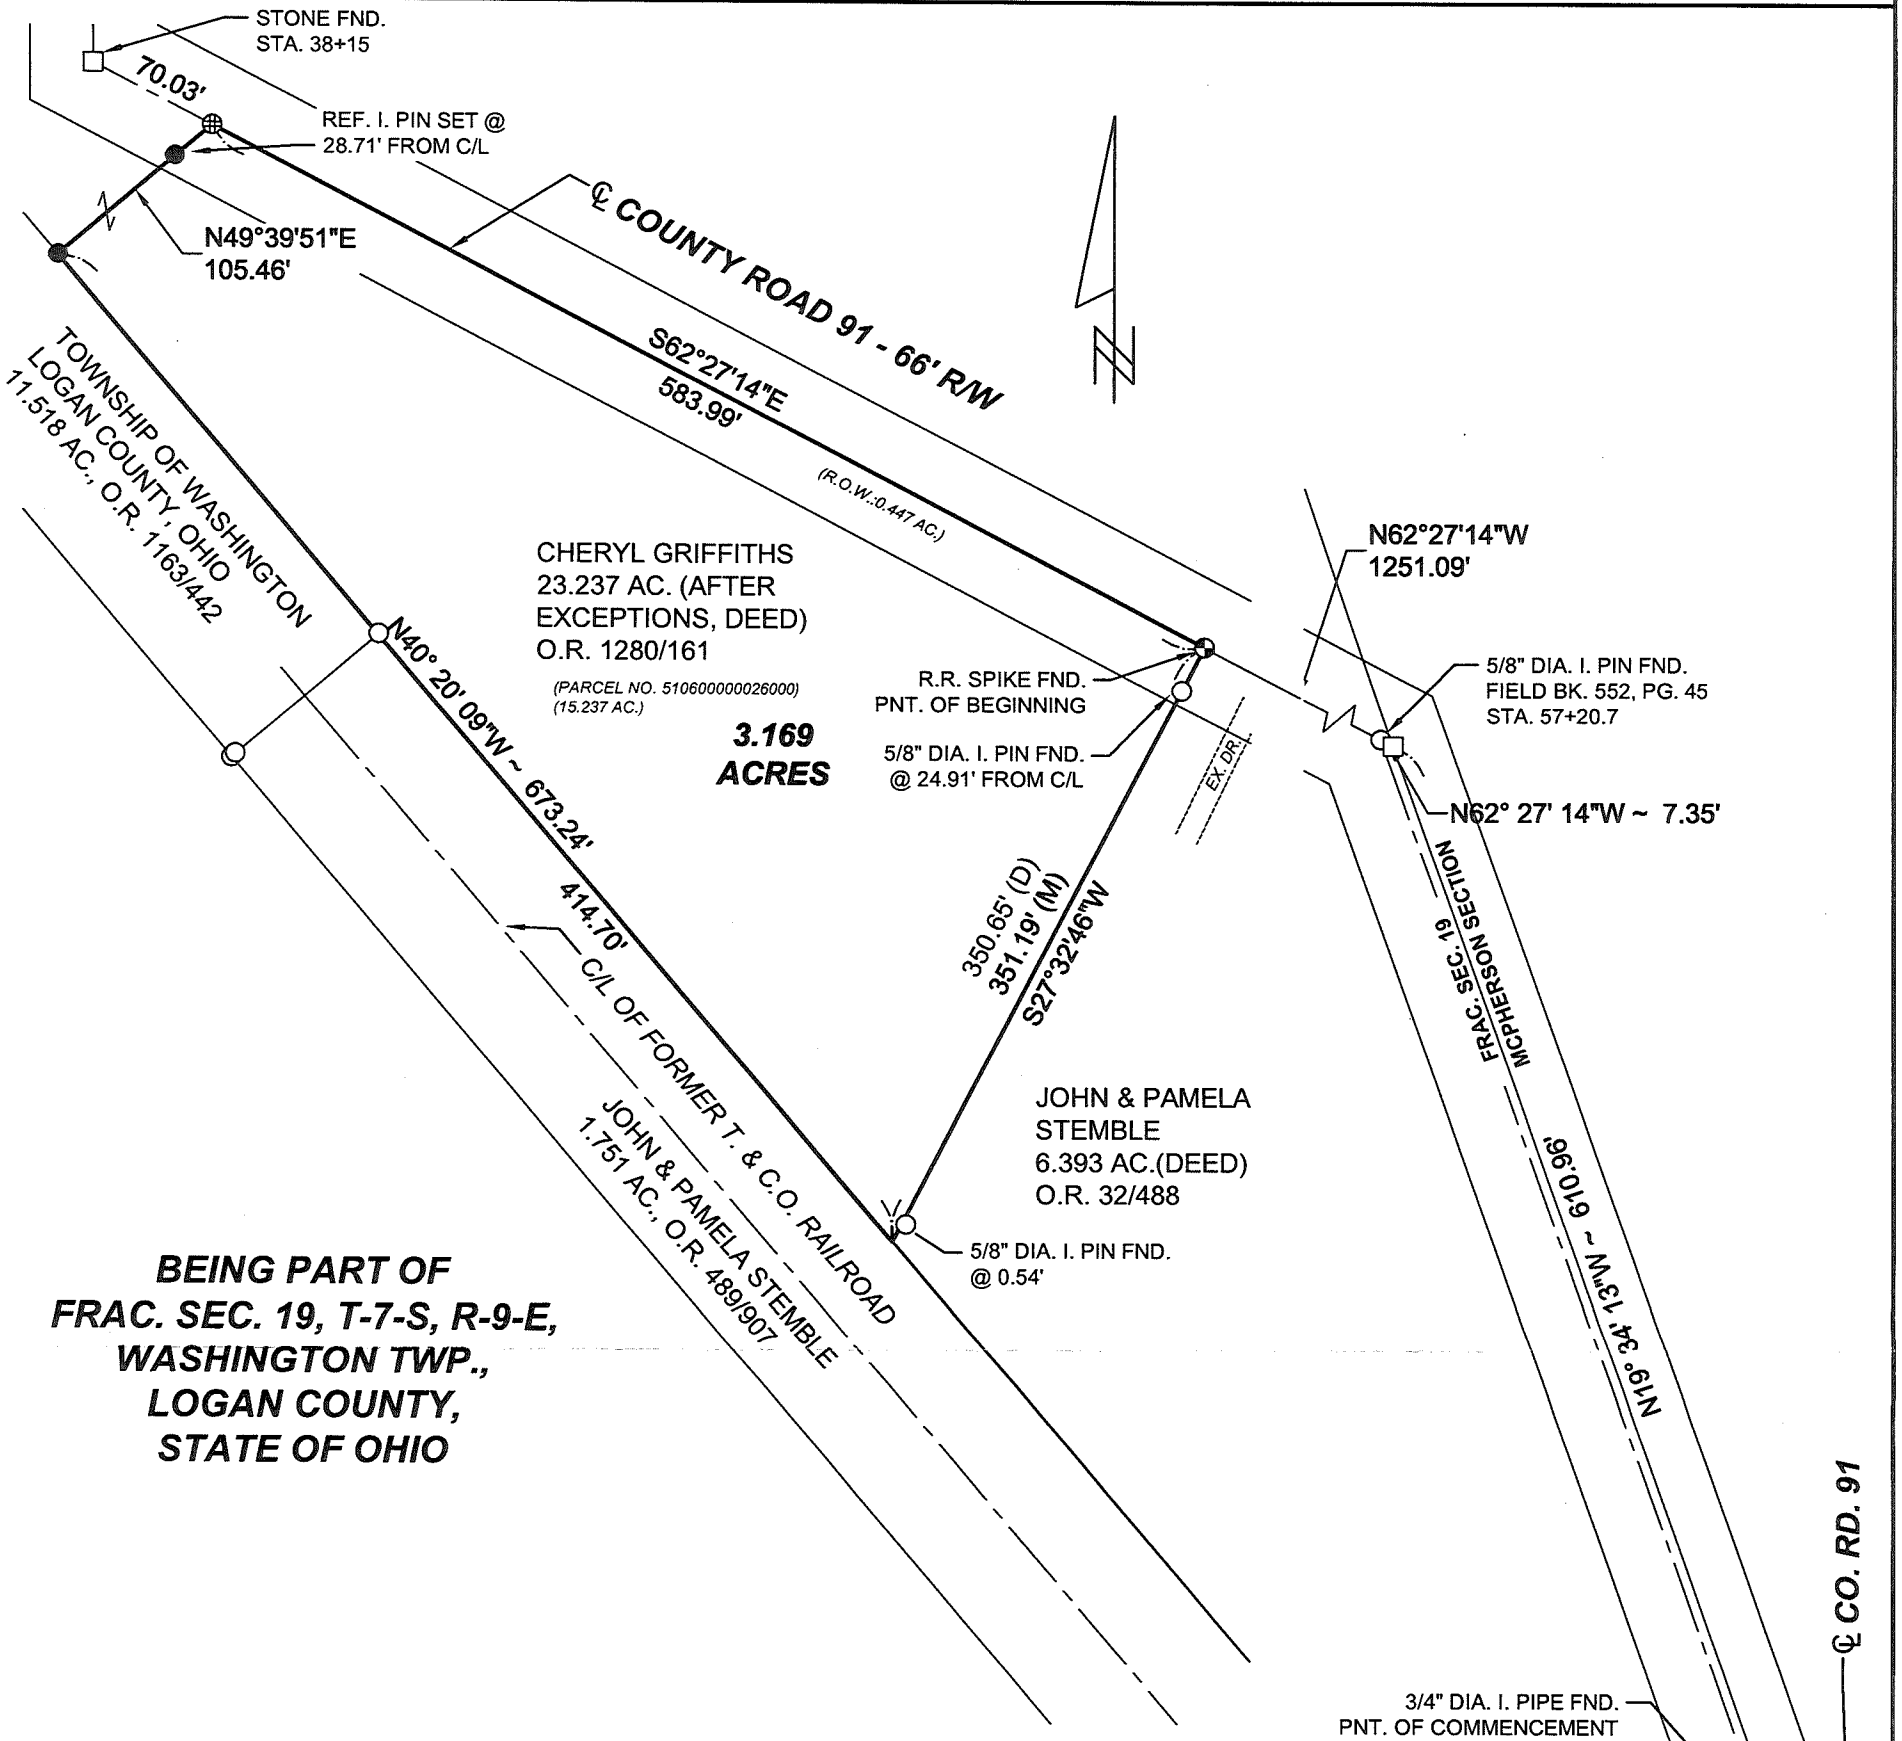 STONE FND.
STA. 38+15
70.03'
REF. I. PIN SET @
28.71' FROM C/L
N49°39'51"E
105.46'
℄ COUNTY ROAD 91 - 66' R/W
S62°27'14"E
583.99'
(R.O.W.:0.447 AC.)
N
TOWNSHIP OF WASHINGTON
LOGAN COUNTY, OHIO
11.518 AC., O.R. 1163/442
CHERYL GRIFFITHS
23.237 AC. (AFTER
EXCEPTIONS, DEED)
O.R. 1280/161
(PARCEL NO. 510600000026000)
(15.237 AC.)
3.169
ACRES
R.R. SPIKE FND.
PNT. OF BEGINNING
5/8" DIA. I. PIN FND.
@ 24.91' FROM C/L
EX. DR.
N62°27'14"W
1251.09'
5/8" DIA. I. PIN FND.
FIELD BK. 552, PG. 45
STA. 57+20.7
N62° 27' 14"W ~ 7.35'
N40° 20' 09"W ~ 673.24'
414.70'
C/L OF FORMER T. & C.O. RAILROAD
350.65' (D)
351.19' (M)
S27°32'46"W
FRAC. SEC. 19
MCPHERSON SECTION
JOHN & PAMELA STEMBLE
1.751 AC., O.R. 489/907
JOHN & PAMELA
STEMBLE
6.393 AC.(DEED)
O.R. 32/488
5/8" DIA. I. PIN FND.
@ 0.54'
N19° 34' 13"W ~ 610.96'
BEING PART OF
FRAC. SEC. 19, T-7-S, R-9-E,
WASHINGTON TWP.,
LOGAN COUNTY,
STATE OF OHIO
℄ CO. RD. 91
3/4" DIA. I. PIPE FND.
PNT. OF COMMENCEMENT